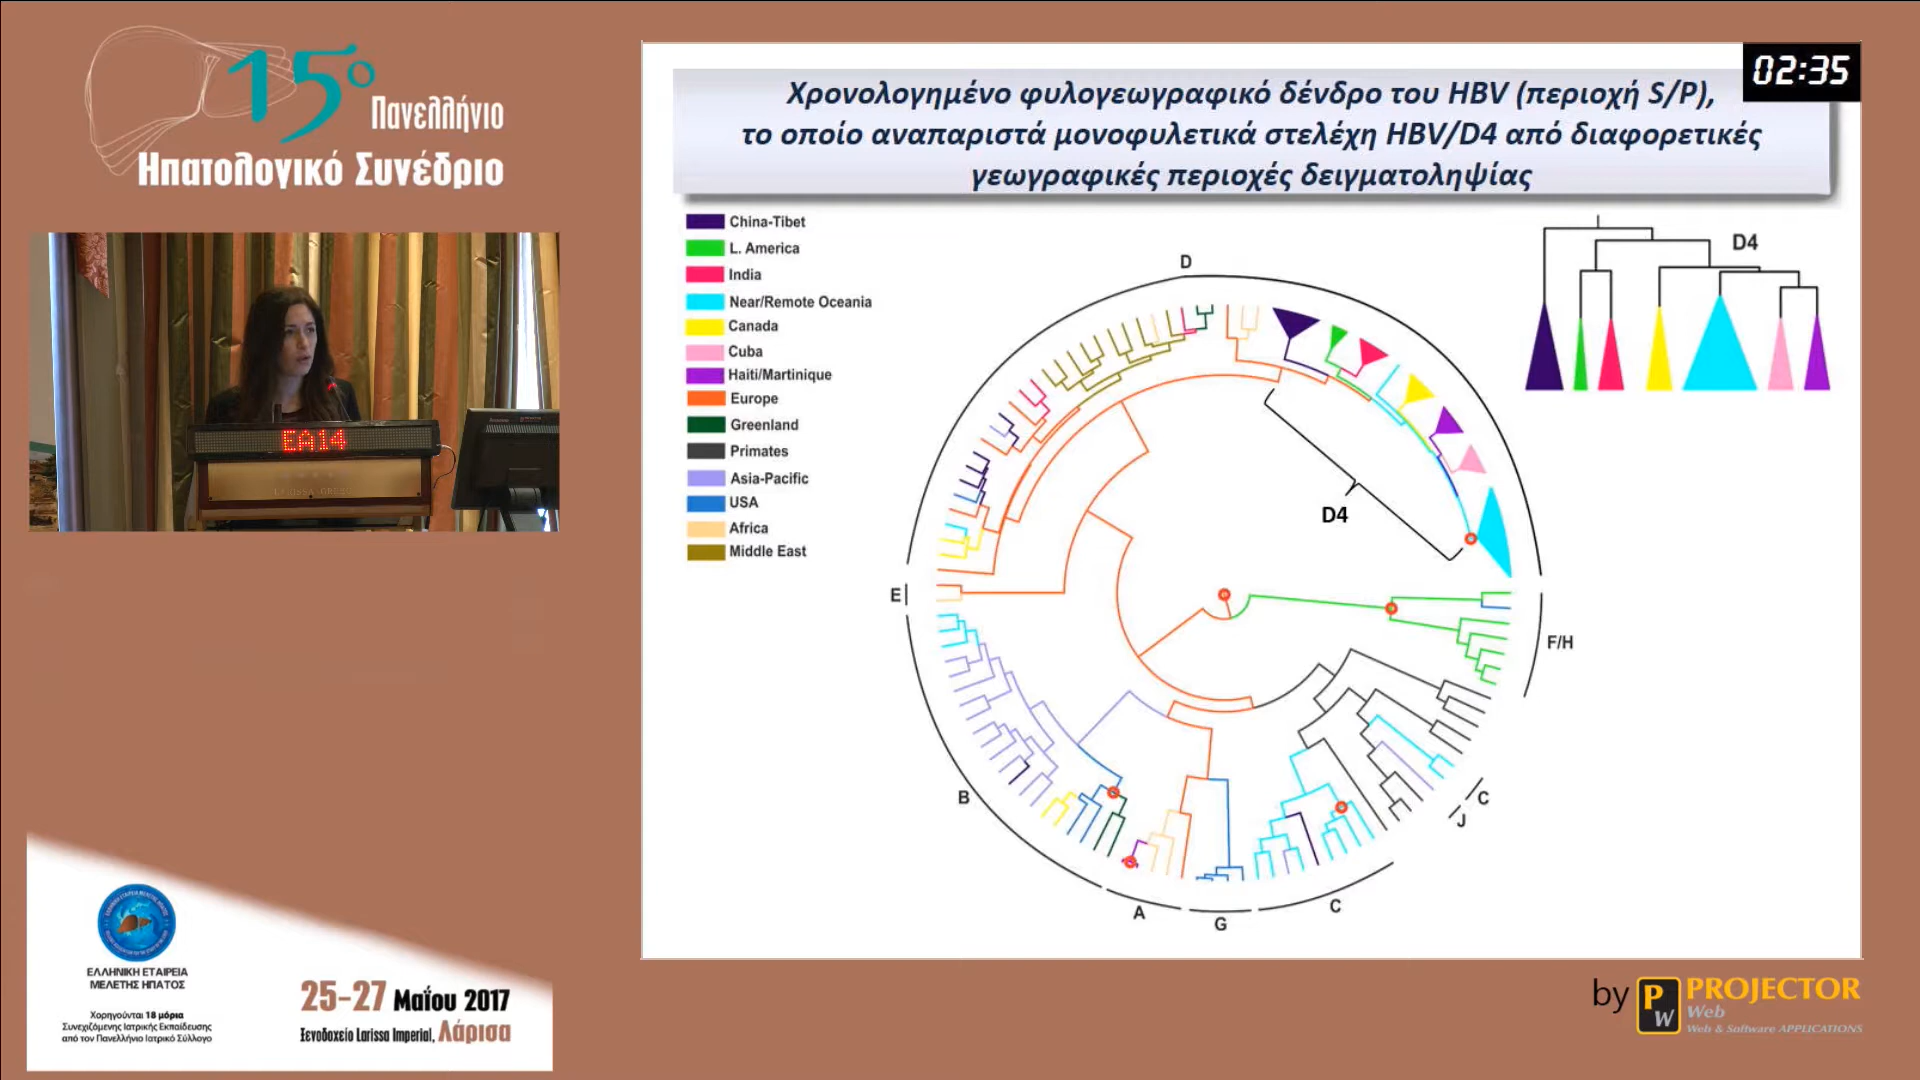 15ο
Πανελλήνιο
Ηπατολογικό Συνέδριο
EA14
LARISSA
ΕΛΛΗΝΙΚΗ ΕΤΑΙΡΕΙΑ
ΜΕΛΕΤΗΣ ΗΠΑΤΟΣ
Χορηγούνται 18 μόρια
Συνεχιζόμενης Ιατρικής Εκπαίδευσης
από τον Πανελλήνιο Ιατρικό Σύλλογο
25-27 Μαΐου 2017
Ξενοδοχείο Larissa Imperial, Λάρισα
02:35
Χρονολογημένο φυλογεωγραφικό δένδρο του HBV (περιοχή S/P),
το οποίο αναπαριστά μονοφυλετικά στελέχη HBV/D4 από διαφορετικές
γεωγραφικές περιοχές δειγματοληψίας
China-Tibet
L. America
India
Near/Remote Oceania
Canada
Cuba
Haiti/Martinique
Europe
Greenland
Primates
Asia-Pacific
USA
Africa
Middle East
D
D4
D4
E
F/H
B
C
J
A
G
C
by PW PROJECTOR
Web
Web & Software APPLICATIONS